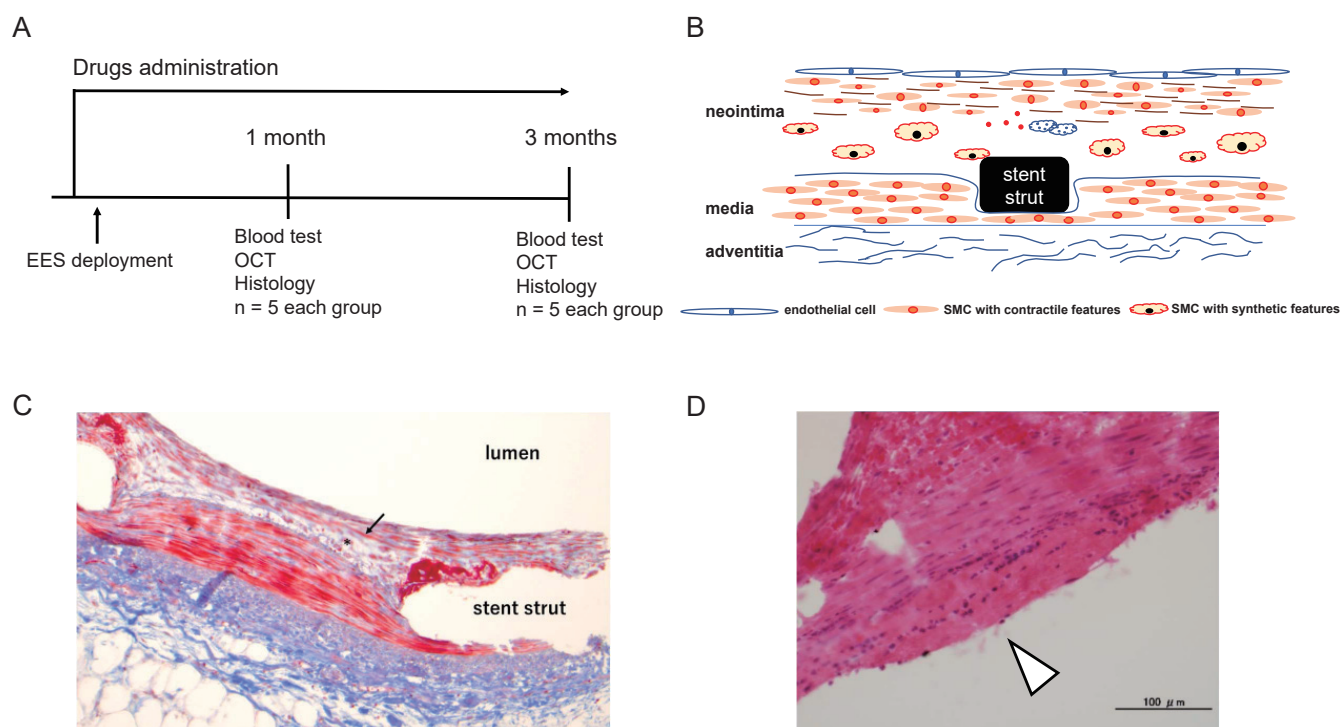 A
Drugs administration
1 month
3 months
EES deployment
Blood test
OCT
Histology
n = 5 each group
Blood test
OCT
Histology
n = 5 each group
B
neointima
stent
strut
media
adventitia
endothelial cell
SMC with contractile features
SMC with synthetic features
C
lumen
*
stent strut
D
100 μm